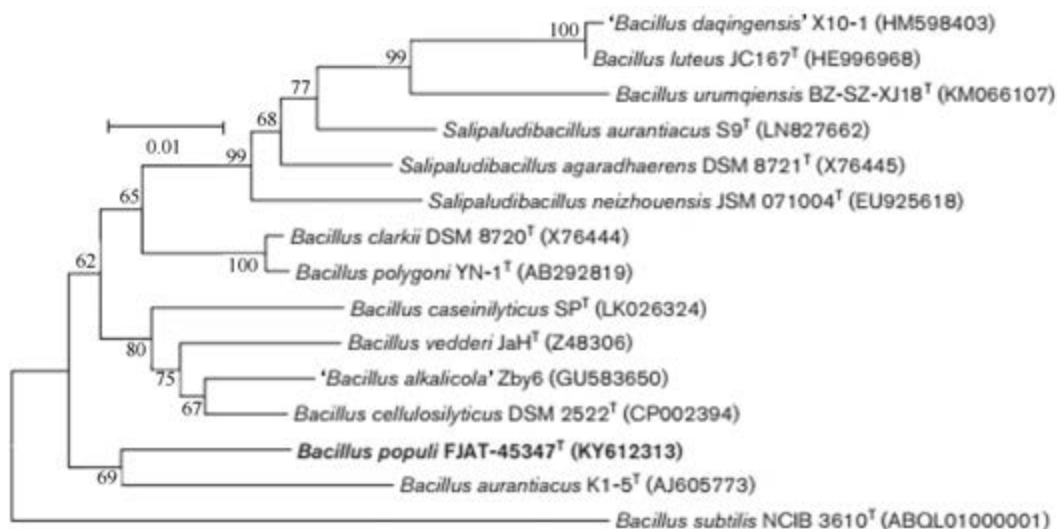 100
'Bacillus daqingensis' X10-1 (HM598403)
99
Bacillus luteus JC167ᵀ (HE996968)
77
Bacillus urumqiensis BZ-SZ-XJ18ᵀ (KM066107)
68
Salipaludibacillus aurantiacus S9ᵀ (LN827662)
0.01
99
Salipaludibacillus agaradhaerens DSM 8721ᵀ (X76445)
65
Salipaludibacillus neizhouensis JSM 071004ᵀ (EU925618)
Bacillus clarkii DSM 8720ᵀ (X76444)
62
100
Bacillus polygoni YN-1ᵀ (AB292819)
Bacillus caseinilyticus SPᵀ (LK026324)
80
Bacillus vedderi JaHᵀ (Z48306)
75
'Bacillus alkalicola' Zby6 (GU583650)
67
Bacillus cellulosilyticus DSM 2522ᵀ (CP002394)
Bacillus populi FJAT-45347ᵀ (KY612313)
69
Bacillus aurantiacus K1-5ᵀ (AJ605773)
Bacillus subtilis NCIB 3610ᵀ (ABQL01000001)